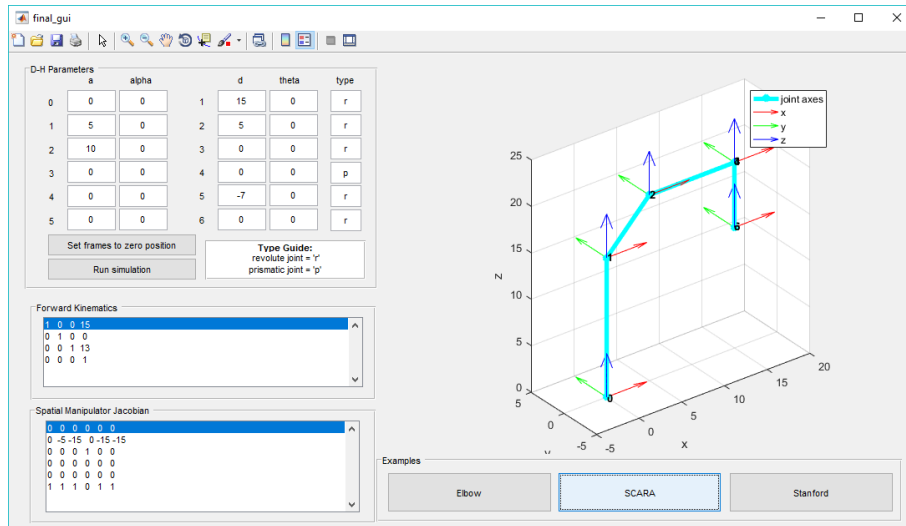 final_gui
D-H Parameters
a alpha d theta type
0 0 0 1 15 0 r
1 5 0 2 5 0 r
2 10 0 3 0 0 r
3 0 0 4 0 0 p
4 0 0 5 -7 0 r
5 0 0 6 0 0 r
Set frames to zero position
Run simulation
Type Guide:
revolute joint = 'r'
prismatic joint = 'p'
Forward Kinematics
1 0 0 15
0 1 0 0
0 0 1 13
0 0 0 1
Spatial Manipulator Jacobian
0 0 0 0 0 0
0 -5 -15 0 -15 -15
0 0 0 1 0 0
0 0 0 0 0 0
0 0 0 0 0 0
1 1 1 0 1 1
joint axes
x
y
z
25
20
15
10
5
0
z
5
0
-5
-5
0
5
10
15
20
x
0
1
2
6
Examples
Elbow
SCARA
Stanford